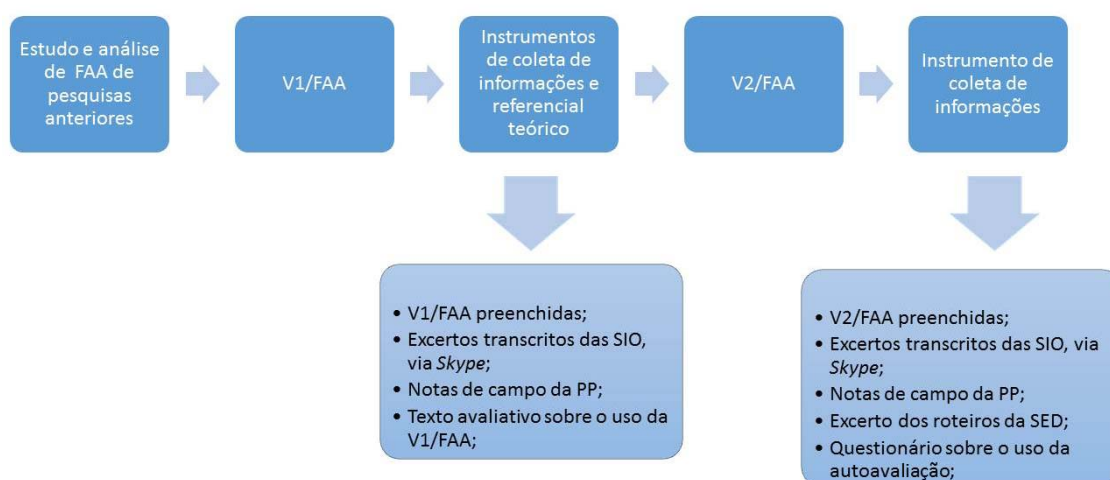 Estudo e análise
de FAA de
pesquisas
anteriores
V1/FAA
Instrumentos
de coleta de
informações e
referencial
teórico
V2/FAA
Instrumento de
coleta de
informações
• V1/FAA preenchidas;
• Excertos transcritos das SIO,
via Skype;
• Notas de campo da PP;
• Texto avaliativo sobre o uso da
V1/FAA;
• V2/FAA preenchidas;
• Excertos transcritos das SIO, via
Skype;
• Notas de campo da PP;
• Excerto dos roteiros da SED;
• Questionário sobre o uso da
autoavaliação;